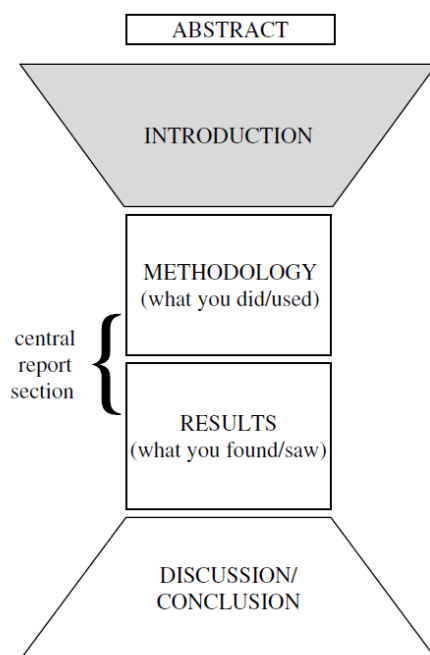 ABSTRACT
INTRODUCTION
METHODOLOGY
(what you did/used)
central
report
section
RESULTS
(what you found/saw)
DISCUSSION/
CONCLUSION